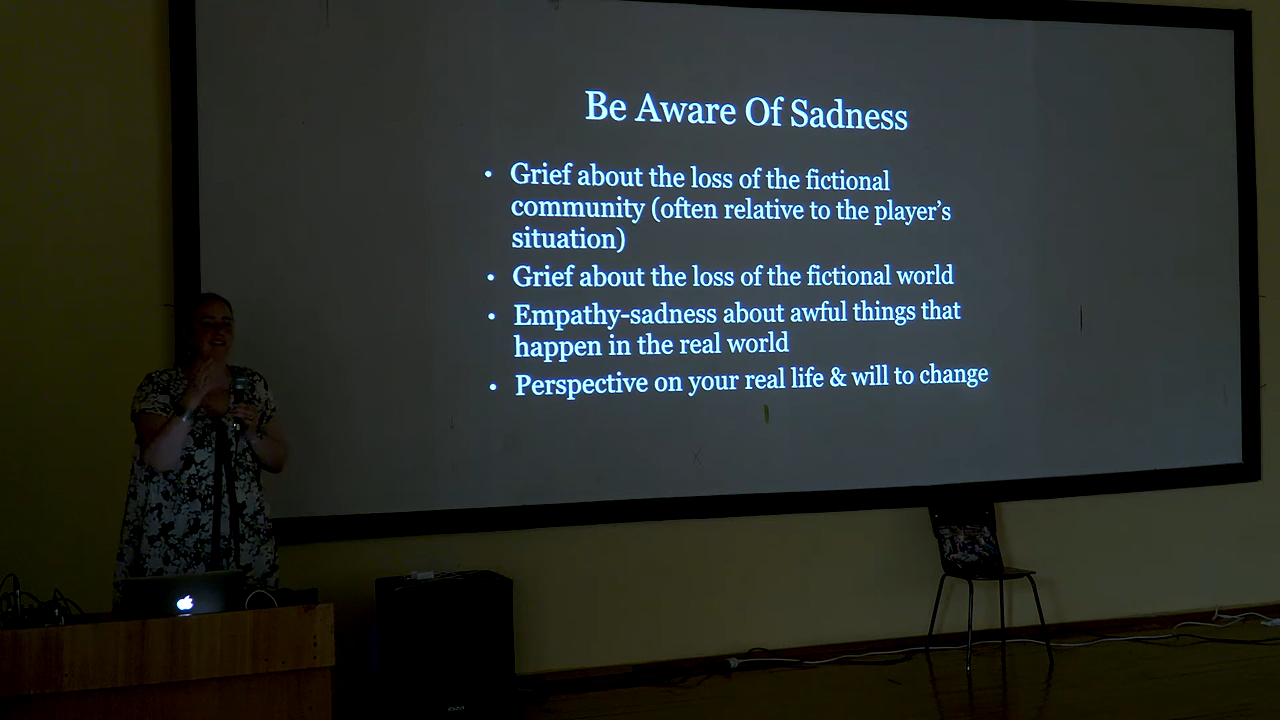 Be Aware Of Sadness
• Grief about the loss of the fictional
community (often relative to the player's
situation)
• Grief about the loss of the fictional world
• Empathy-sadness about awful things that
happen in the real world
• Perspective on your real life & will to change